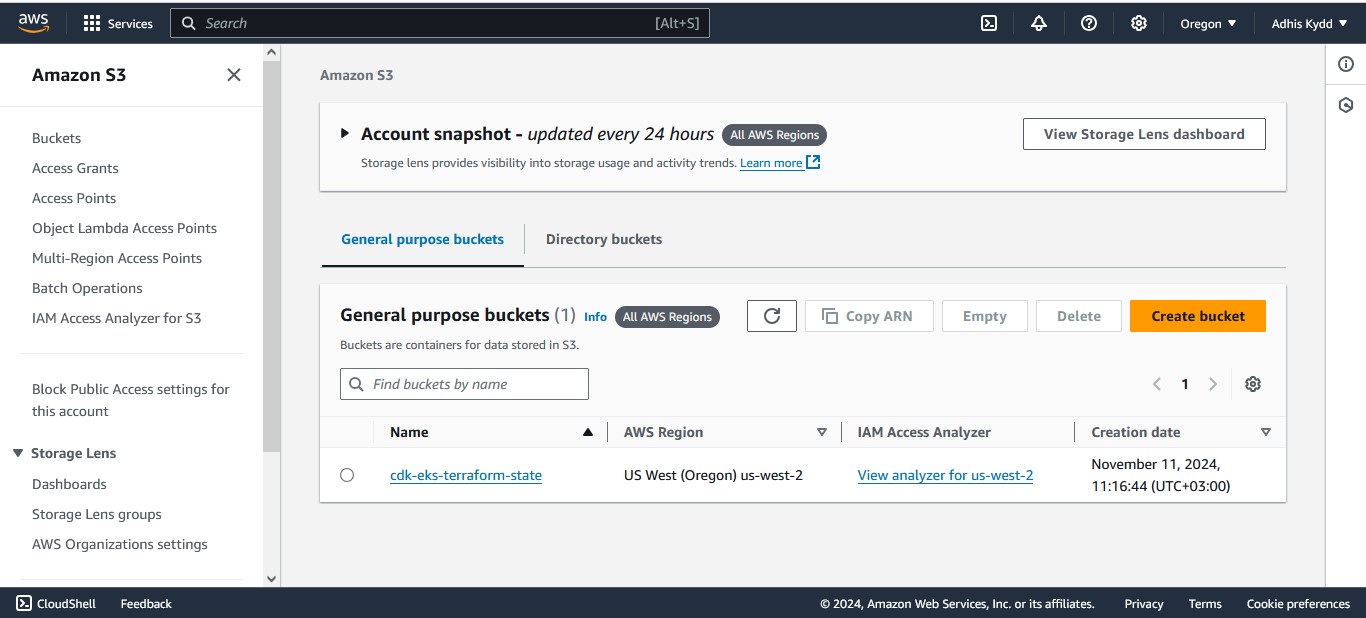 aws
Services
Search [Alt+S]
Oregon
Adhis Kydd
Amazon S3
Buckets
Access Grants
Access Points
Object Lambda Access Points
Multi-Region Access Points
Batch Operations
IAM Access Analyzer for S3
Block Public Access settings for
this account
Storage Lens
Dashboards
Storage Lens groups
AWS Organizations settings
Amazon S3
Account snapshot - updated every 24 hours All AWS Regions
Storage lens provides visibility into storage usage and activity trends. Learn more
View Storage Lens dashboard
General purpose buckets
Directory buckets
General purpose buckets (1) Info All AWS Regions
Copy ARN
Empty
Delete
Create bucket
Buckets are containers for data stored in S3.
Find buckets by name
1
Name AWS Region IAM Access Analyzer Creation date
cdk-eks-terraform-state US West (Oregon) us-west-2 View analyzer for us-west-2 November 11, 2024,
11:16:44 (UTC+03:00)
CloudShell Feedback © 2024, Amazon Web Services, Inc. or its affiliates. Privacy Terms Cookie preferences